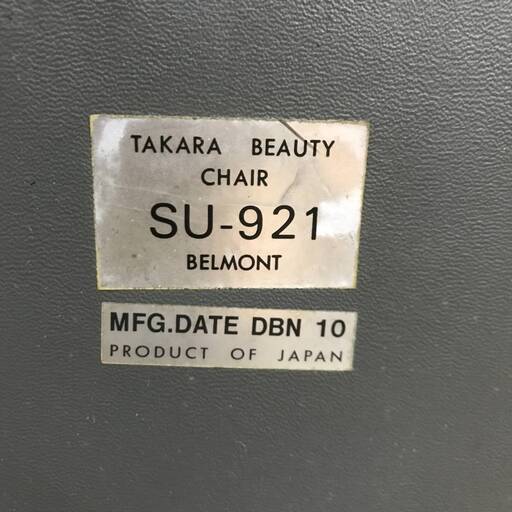 TAKARA BEAUTY
CHAIR
SU-921
BELMONT
MFG.DATE DBN 10
PRODUCT OF JAPAN